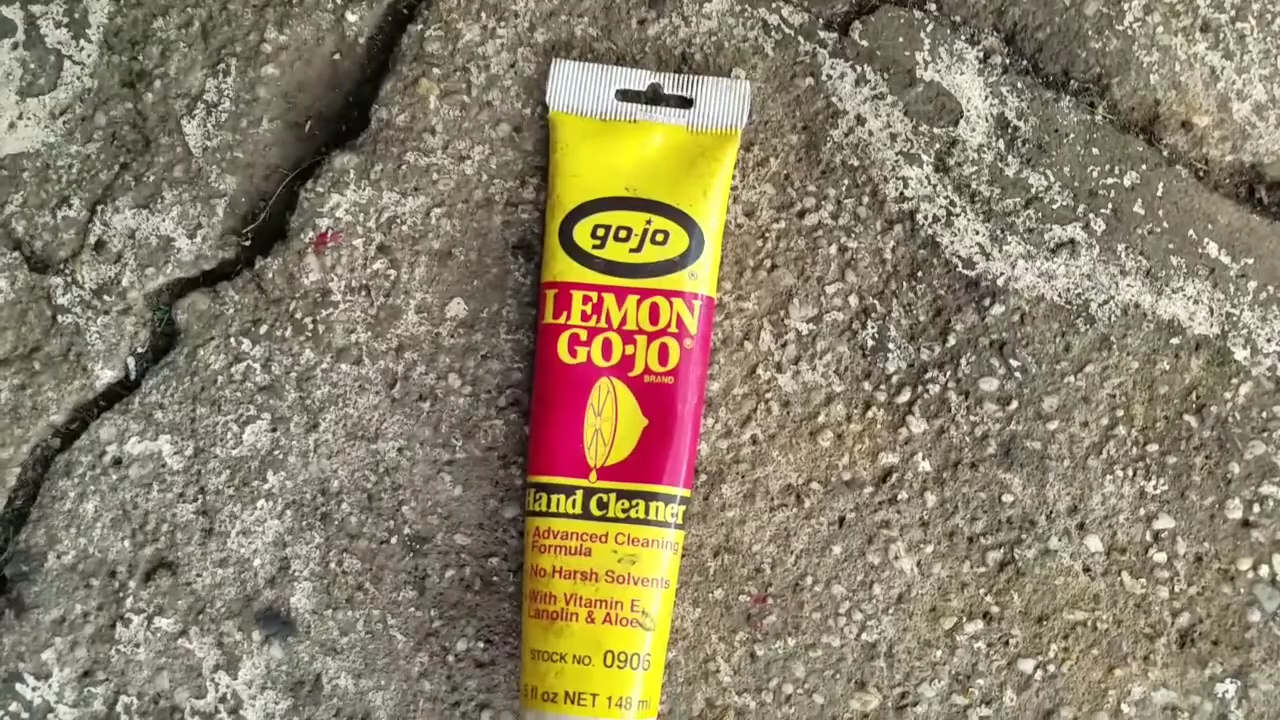 go·jo
®
LEMON
GO·JO®
BRAND
Hand Cleaner
Advanced Cleaning
Formula
No Harsh Solvents
With Vitamin E,
Lanolin & Aloe
STOCK NO. 0906
5 fl oz NET 148 ml